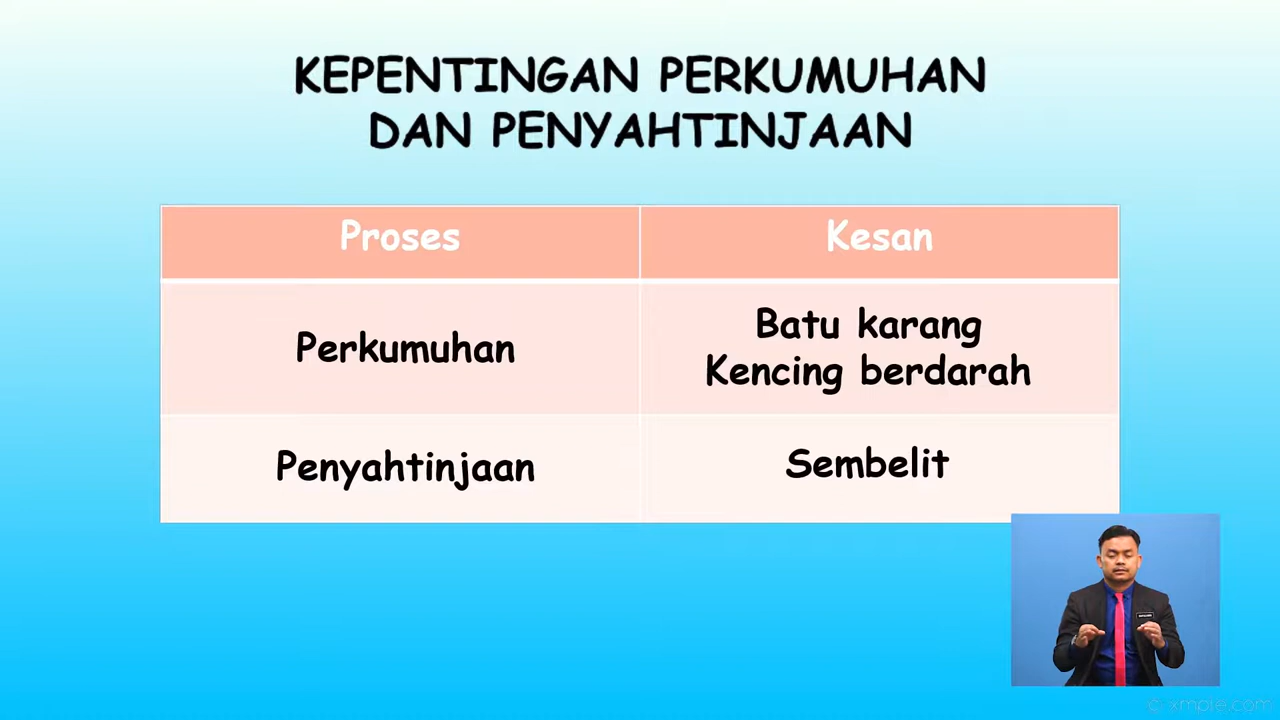 KEPENTINGAN PERKUMUHAN
DAN PENYAHTINJAAN
Proses
Kesan
Perkumuhan
Batu karang
Kencing berdarah
Penyahtinjaan
Sembelit